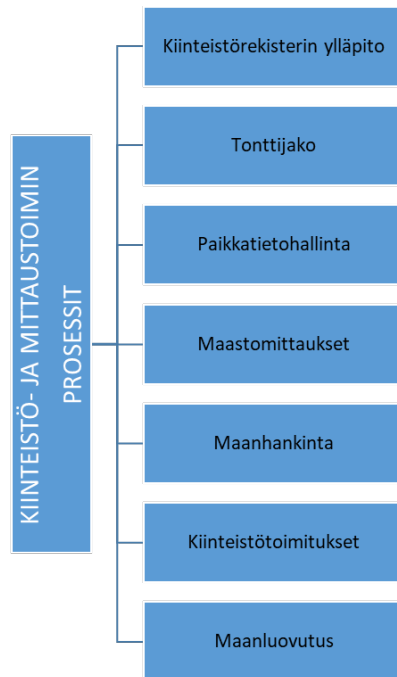 KIINTEISTÖ- JA MITTAUSTOIMIN
PROSESSIT
Kiinteistörekisterin ylläpito
Tonttijako
Paikkatietohallinta
Maastomittaukset
Maanhankinta
Kiinteistötoimitukset
Maanluovutus